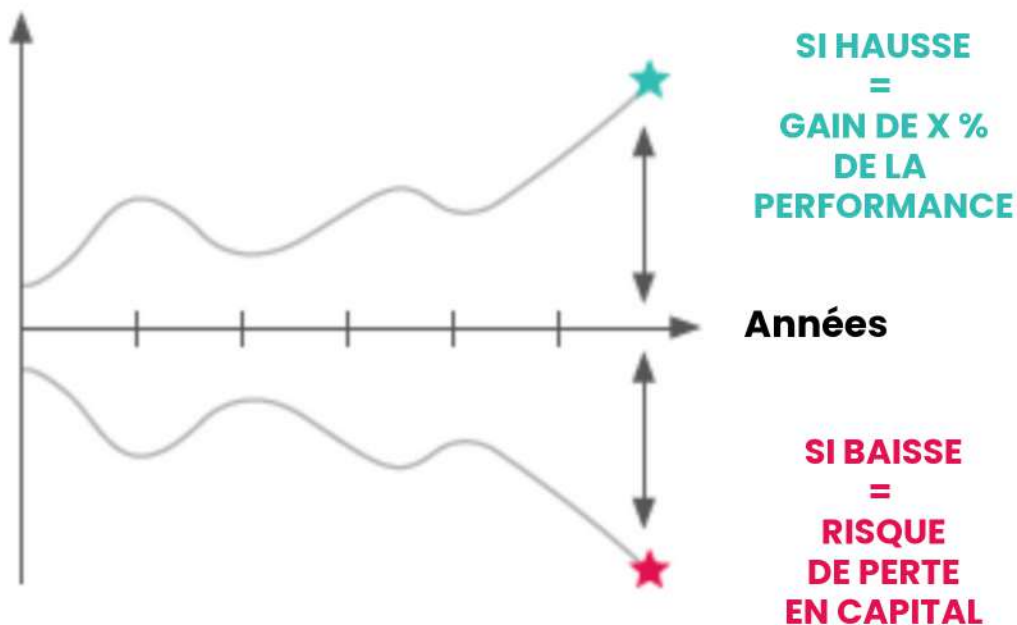 SI HAUSSE
=
GAIN DE X %
DE LA
PERFORMANCE
Années
SI BAISSE
=
RISQUE
DE PERTE
EN CAPITAL